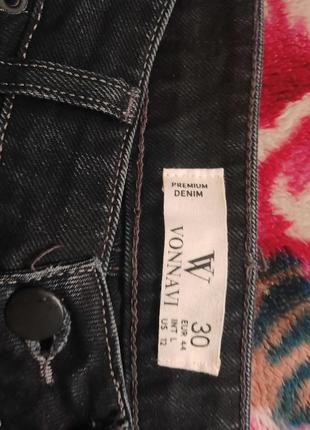 PREMIUM
DENIM
VONNAVI
30
EUR 44
INT L
US 12